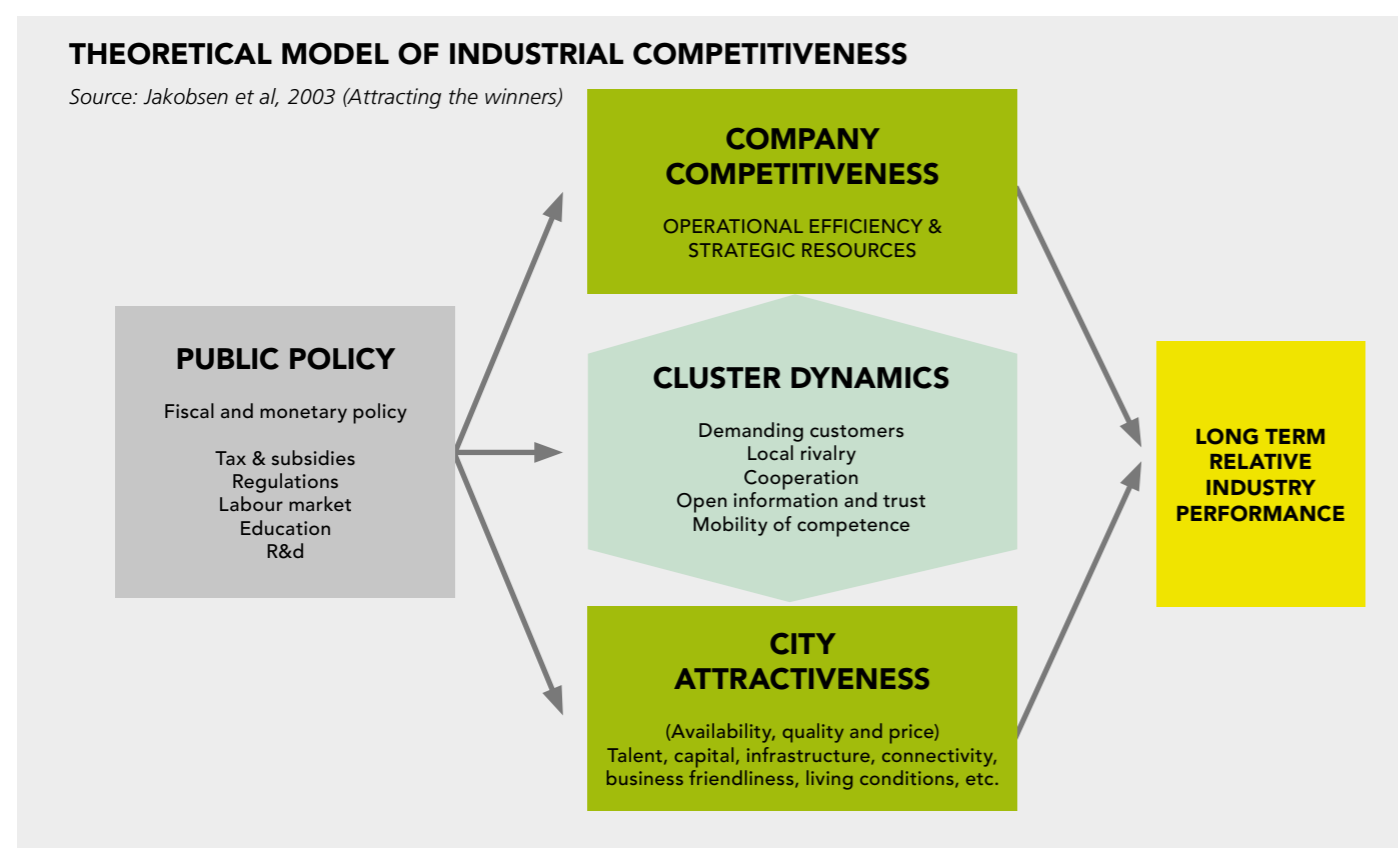 THEORETICAL MODEL OF INDUSTRIAL COMPETITIVENESS
Source: Jakobsen et al, 2003 (Attracting the winners)
PUBLIC POLICY
Fiscal and monetary policy
Tax & subsidies
Regulations
Labour market
Education
R&d
COMPANY
COMPETITIVENESS
OPERATIONAL EFFICIENCY &
STRATEGIC RESOURCES
CLUSTER DYNAMICS
Demanding customers
Local rivalry
Cooperation
Open information and trust
Mobility of competence
CITY
ATTRACTIVENESS
(Availability, quality and price)
Talent, capital, infrastructure, connectivity,
business friendliness, living conditions, etc.
LONG TERM
RELATIVE
INDUSTRY
PERFORMANCE